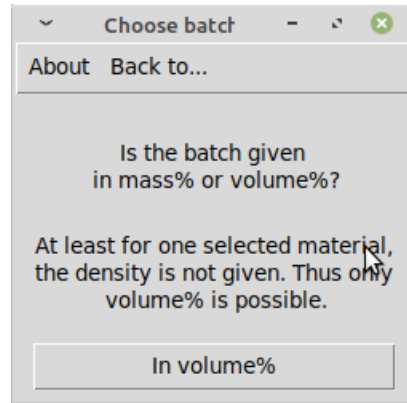 Choose batch
About Back to...
Is the batch given
in mass% or volume%?
At least for one selected material,
the density is not given. Thus only
volume% is possible.
In volume%